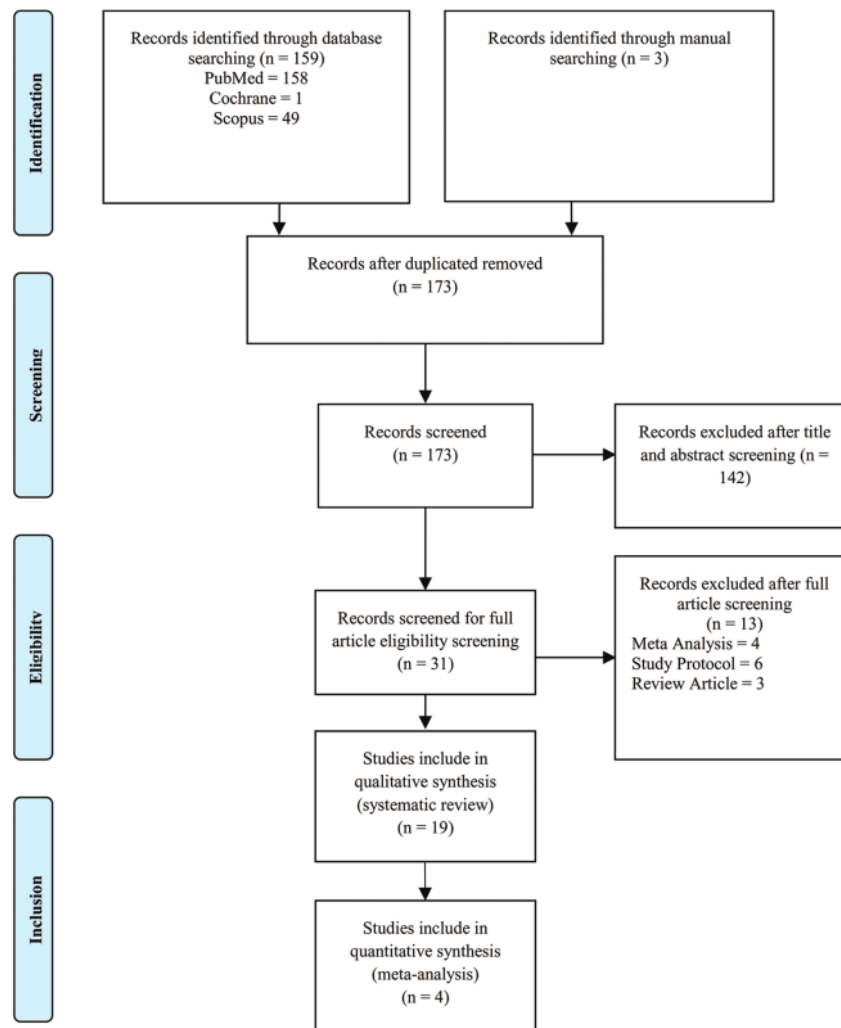 Identification
Records identified through database
searching (n = 159)
PubMed = 158
Cochrane = 1
Scopus = 49
Records identified through manual
searching (n = 3)
Records after duplicated removed
(n = 173)
Screening
Records screened
(n = 173)
Records excluded after title
and abstract screening (n =
142)
Eligibility
Records screened for full
article eligibility screening
(n = 31)
Records excluded after full
article screening
(n = 13)
Meta Analysis = 4
Study Protocol = 6
Review Article = 3
Studies include in
qualitative synthesis
(systematic review)
(n = 19)
Inclusion
Studies include in
quantitative synthesis
(meta-analysis)
(n = 4)